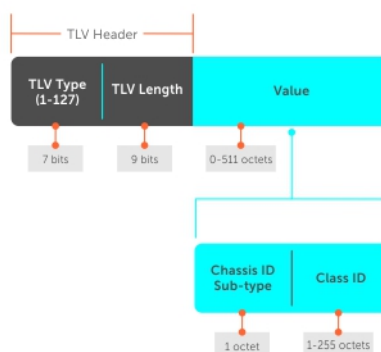 TLV Header
TLV Type
(1-127)
TLV Length
Value
7 bits
9 bits
0-511 octets
Chassis ID
Sub-type
Class ID
1 octet
1-255 octets